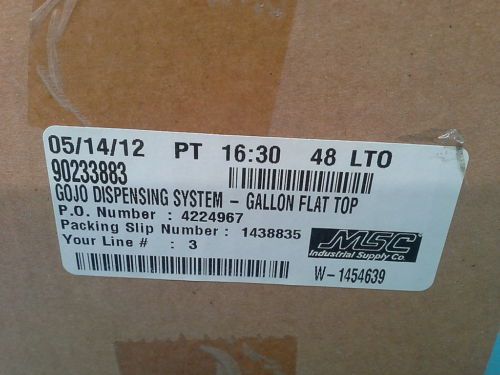 05/14/12 PT 16:30 48 LTO
90233883
GOJO DISPENSING SYSTEM - GALLON FLAT TOP
P.O. Number : 4224967
Packing Slip Number : 1438835
Your Line # : 3
MSC
Industrial Supply Co.
W-1454639